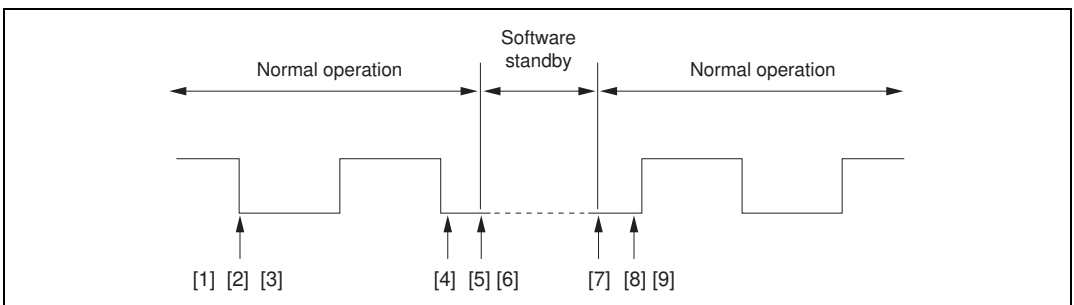 Software
standby
Normal operation
Normal operation
[1] [2] [3]
[4] [5] [6]
[7] [8] [9]